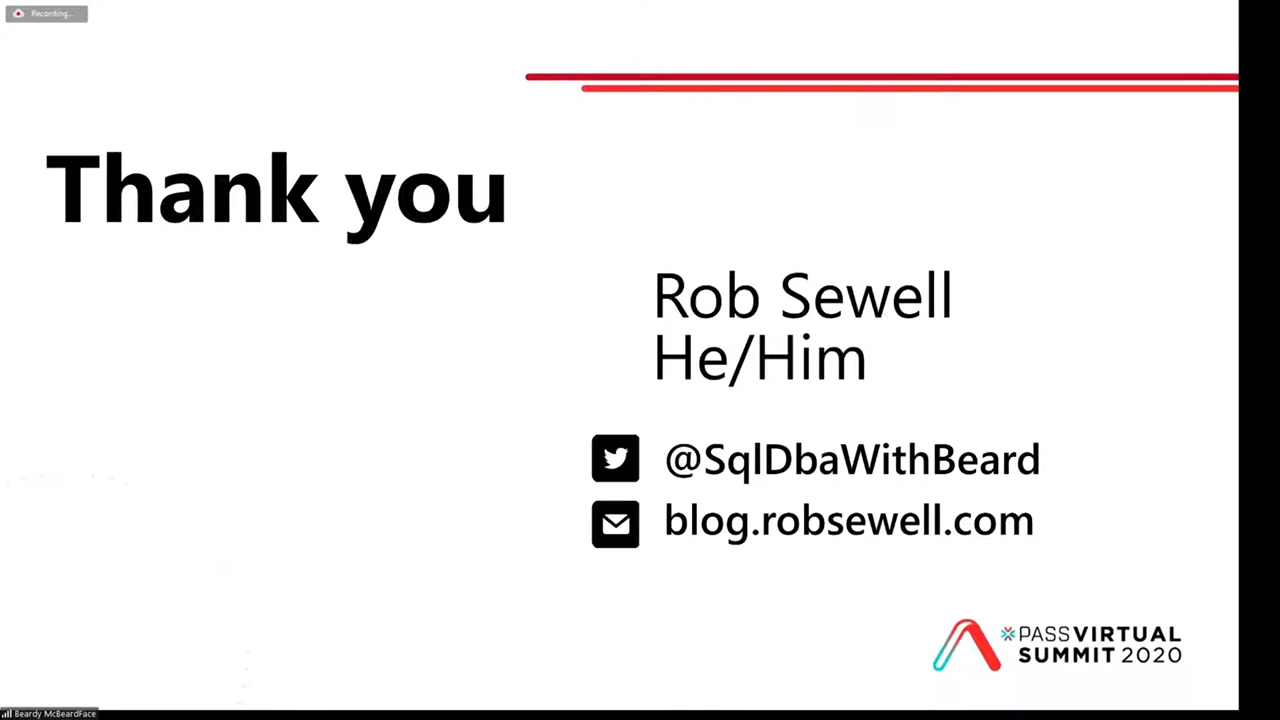 Recording...
Thank you
Rob Sewell
He/Him
@SqlDbaWithBeard
blog.robsewell.com
PASS VIRTUAL
SUMMIT 2020
Beardy McBeardFace